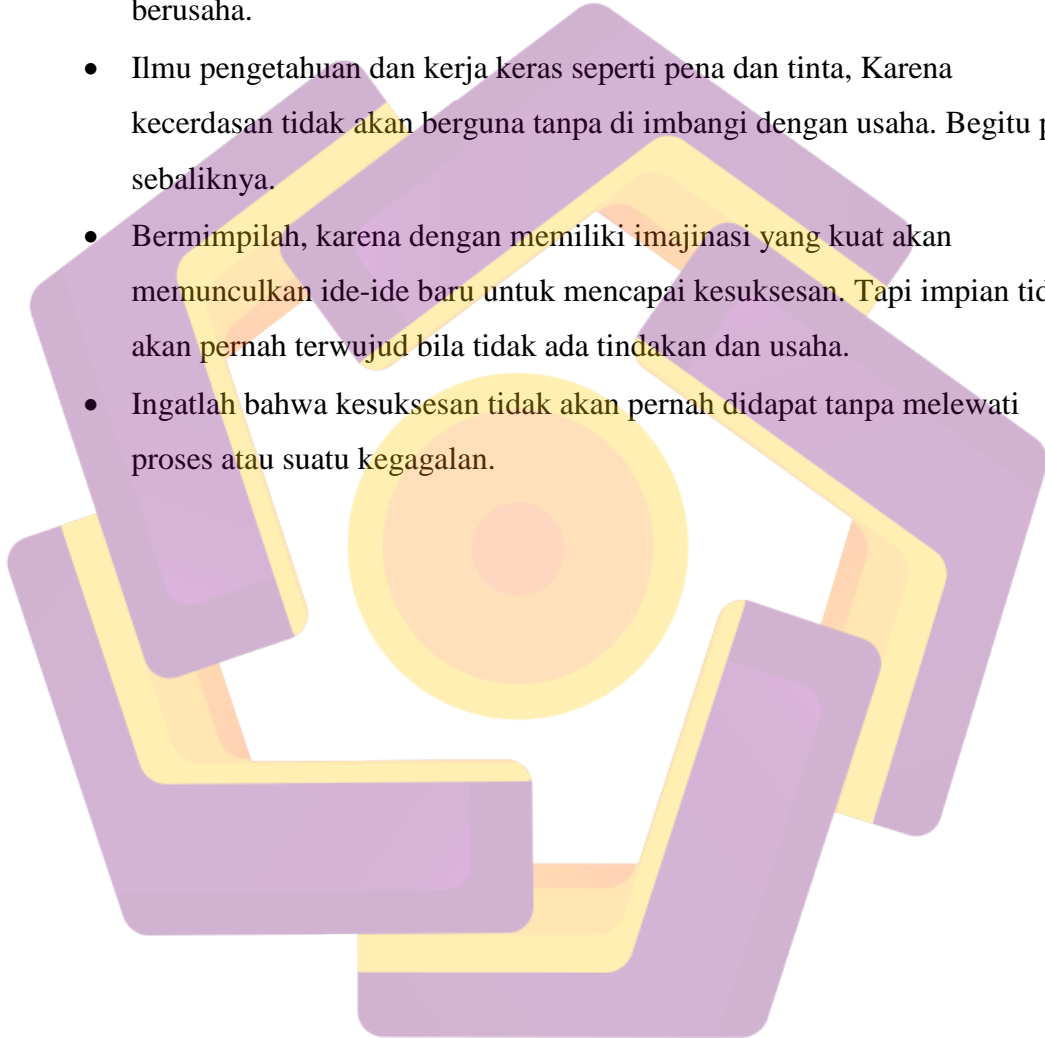 berusaha.
• Ilmu pengetahuan dan kerja keras seperti pena dan tinta, Karena
kecerdasan tidak akan berguna tanpa di imbangi dengan usaha. Begitu
sebaliknya.
• Bermimpilah, karena dengan memiliki imajinasi yang kuat akan
memunculkan ide-ide baru untuk mencapai kesuksesan. Tapi impian
akan pernah terwujud bila tidak ada tindakan dan usaha.
• Ingatlah bahwa kesuksesan tidak akan pernah didapat tanpa melewati
proses atau suatu kegagalan.